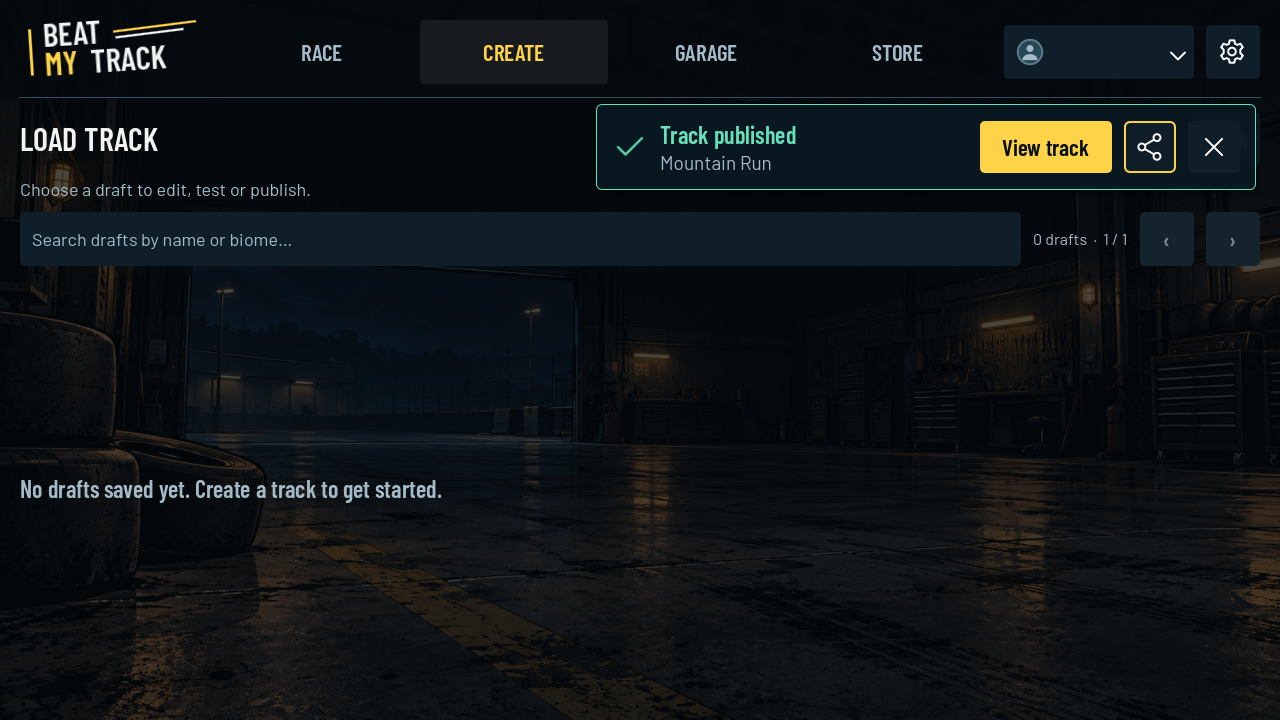 BEAT
MY TRACK
RACE
CREATE
GARAGE
STORE
LOAD TRACK
Track published
Mountain Run
View track
Choose a draft to edit, test or publish.
Search drafts by name or biome...
0 drafts · 1 / 1
‹
›
No drafts saved yet. Create a track to get started.